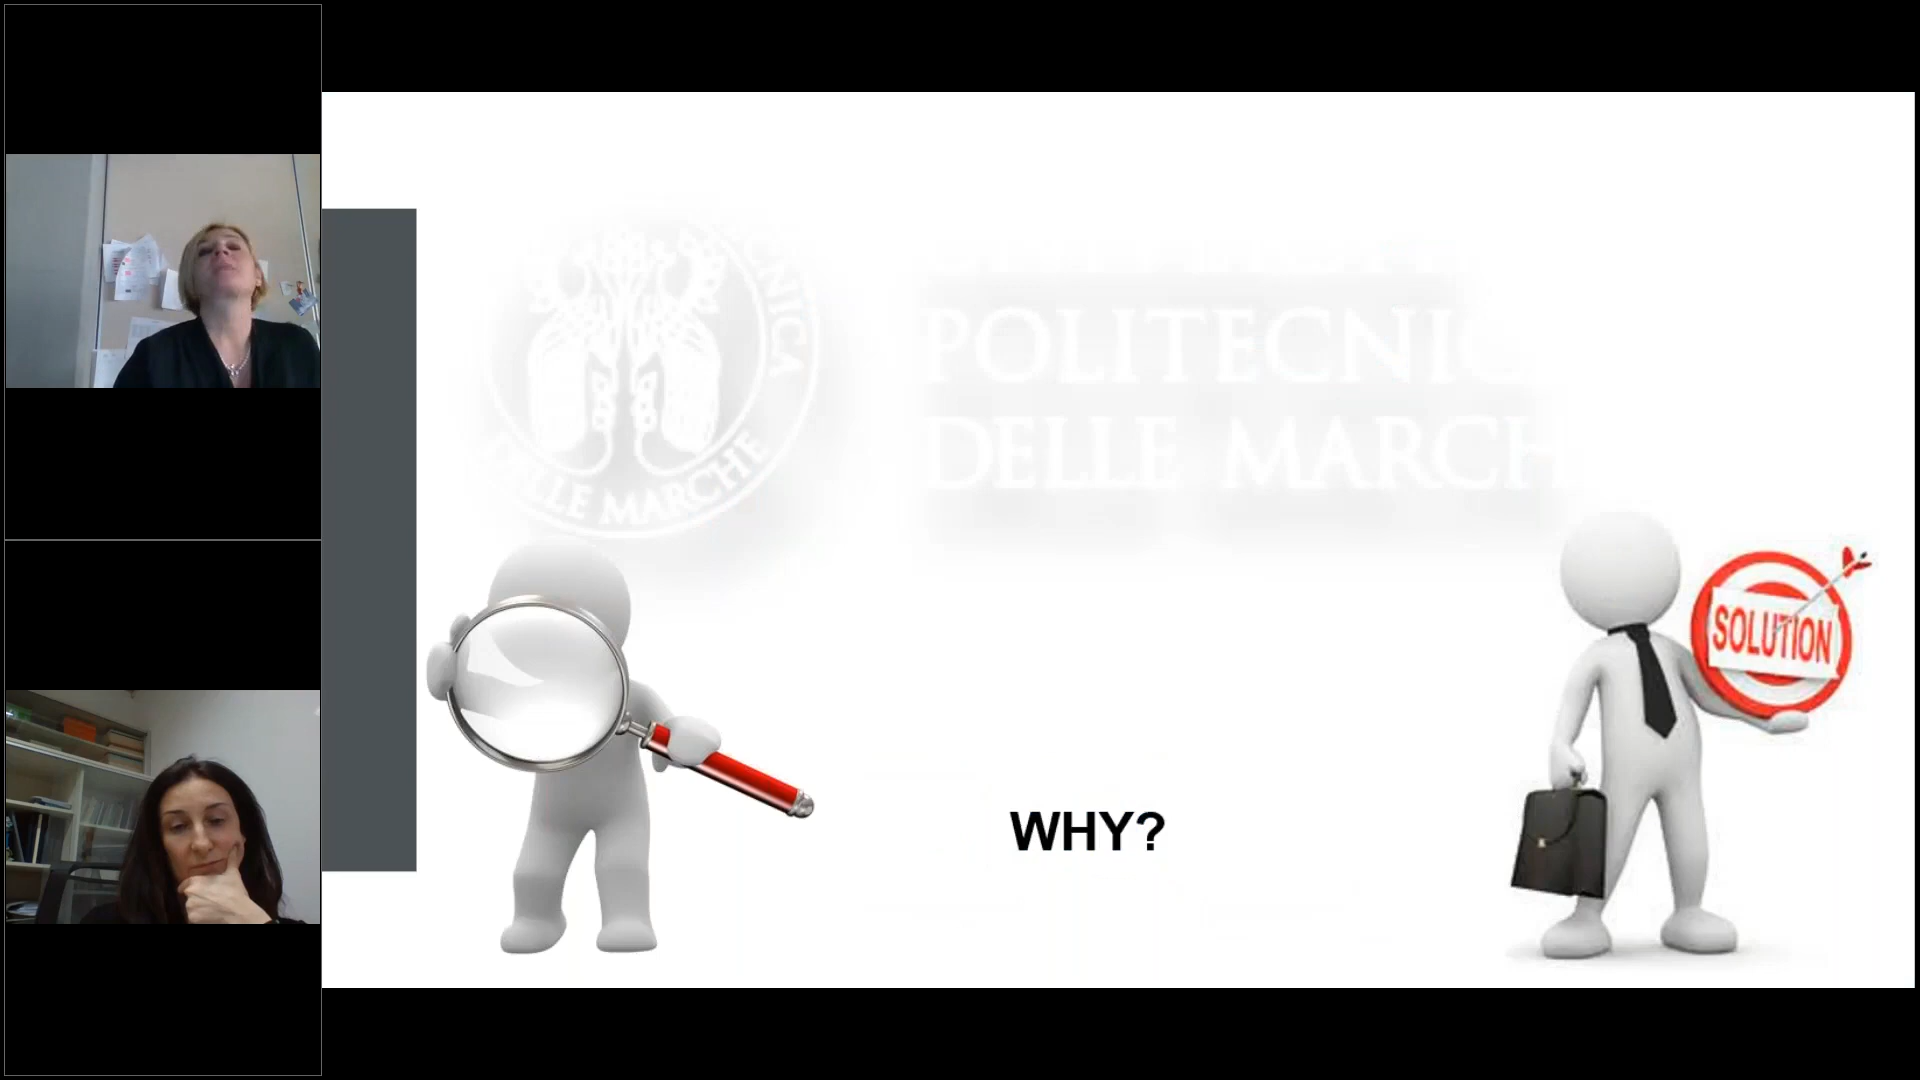 POLITECNIC
DELLE MARCH
DELLE MARCHE
SOLUTION
WHY?